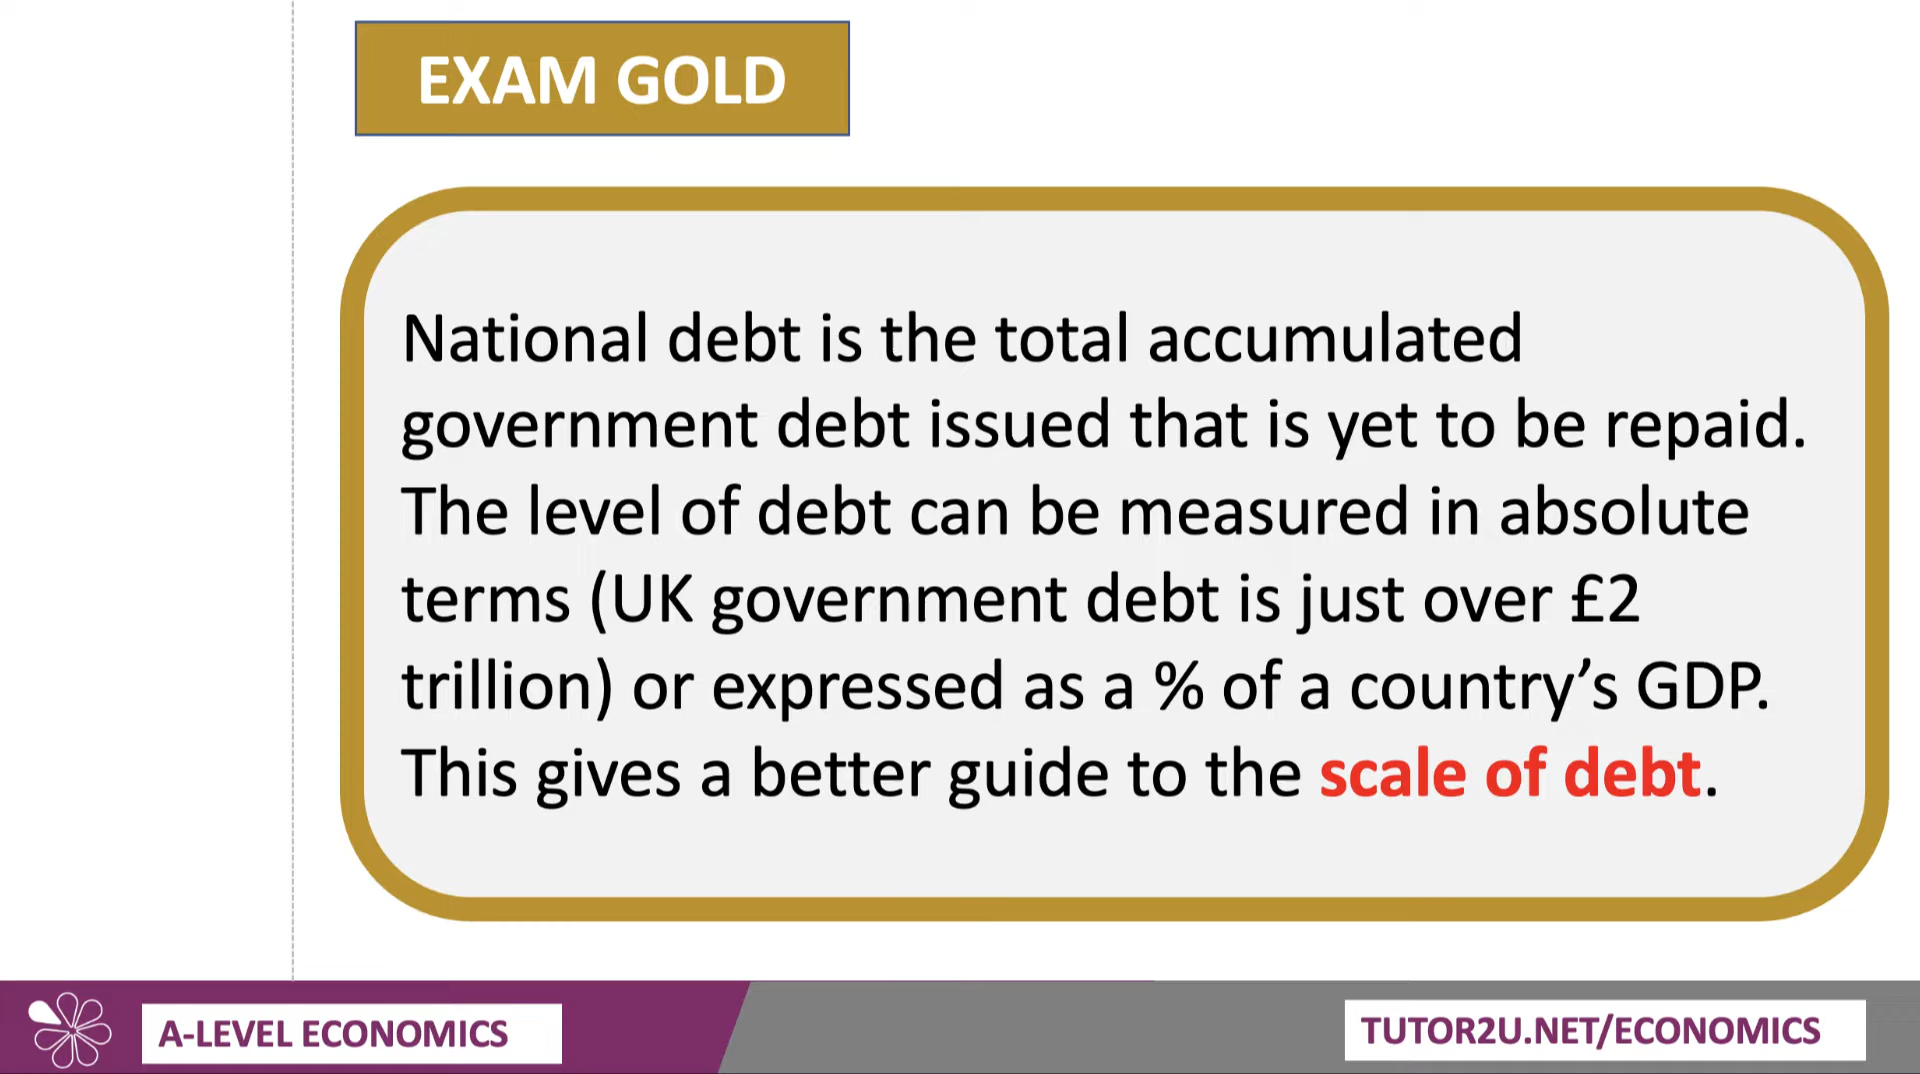 EXAM GOLD
National debt is the total accumulated
government debt issued that is yet to be repaid.
The level of debt can be measured in absolute
terms (UK government debt is just over £2
trillion) or expressed as a % of a country’s GDP.
This gives a better guide to the scale of debt.
A-LEVEL ECONOMICS
TUTOR2U.NET/ECONOMICS